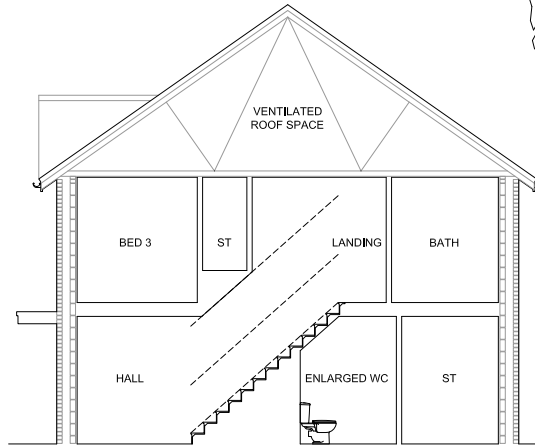 VENTILATED
ROOF SPACE
BED 3
ST
LANDING
BATH
HALL
ENLARGED WC
ST